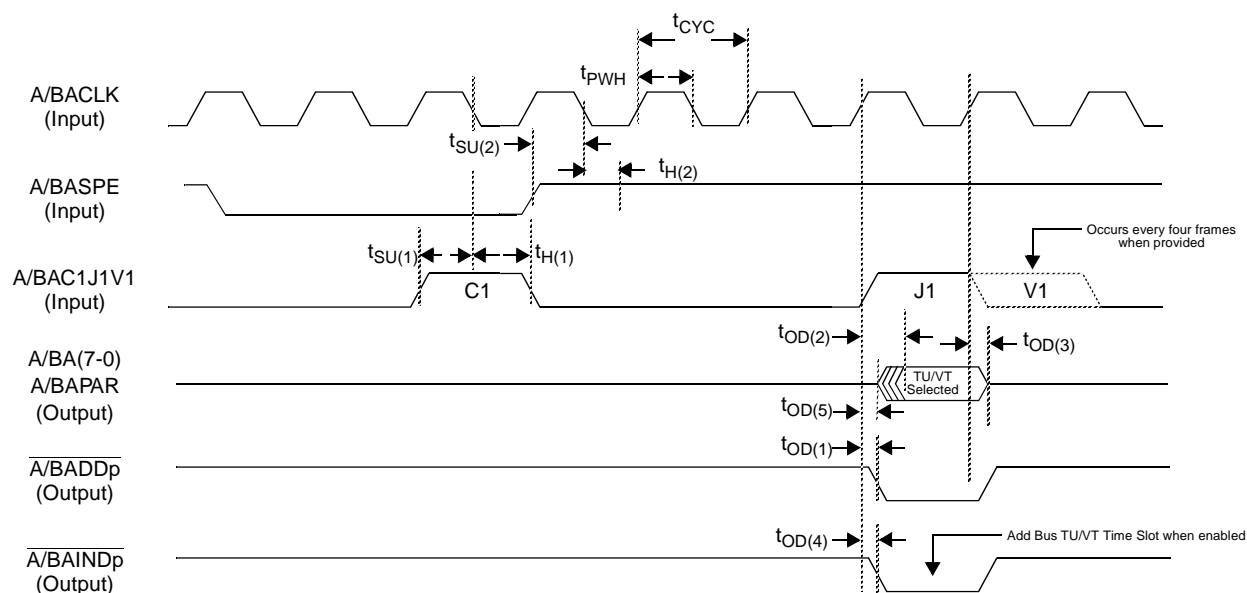 tCYC
tPWH
A/BACLK
(Input)
tSU(2)
tH(2)
A/BASPE
(Input)
Occurs every four frames
when provided
tSU(1)
tH(1)
A/BAC1J1V1
(Input)
C1
J1
V1
tOD(2)
tOD(3)
A/BA(7-0)
A/BAPAR
(Output)
TU/VT
Selected
tOD(5)
tOD(1)
A/BADDp
(Output)
tOD(4)
Add Bus TU/VT Time Slot when enabled
A/BAINDp
(Output)